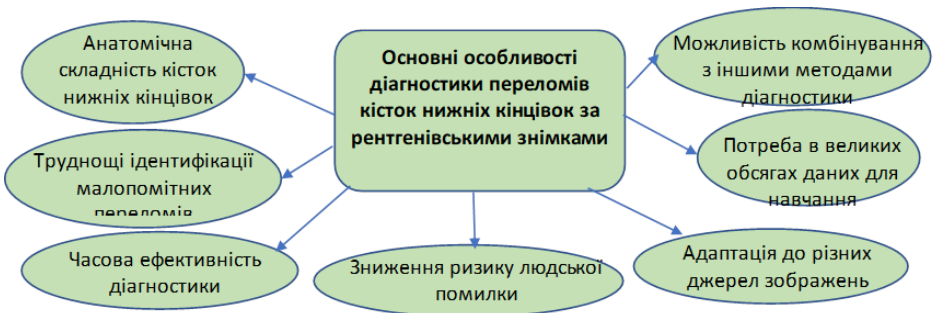 Основні особливості
діагностики переломів
кісток нижніх кінцівок за
рентгенівськими знімками
Анатомічна
складність кісток
нижніх кінцівок
Труднощі ідентифікації
малопомітних
переломів
Часова ефективність
діагностики
Зниження ризику людської
помилки
Адаптація до різних
джерел зображень
Потреба в великих
обсягах даних для
навчання
Можливість комбінування
з іншими методами
діагностики